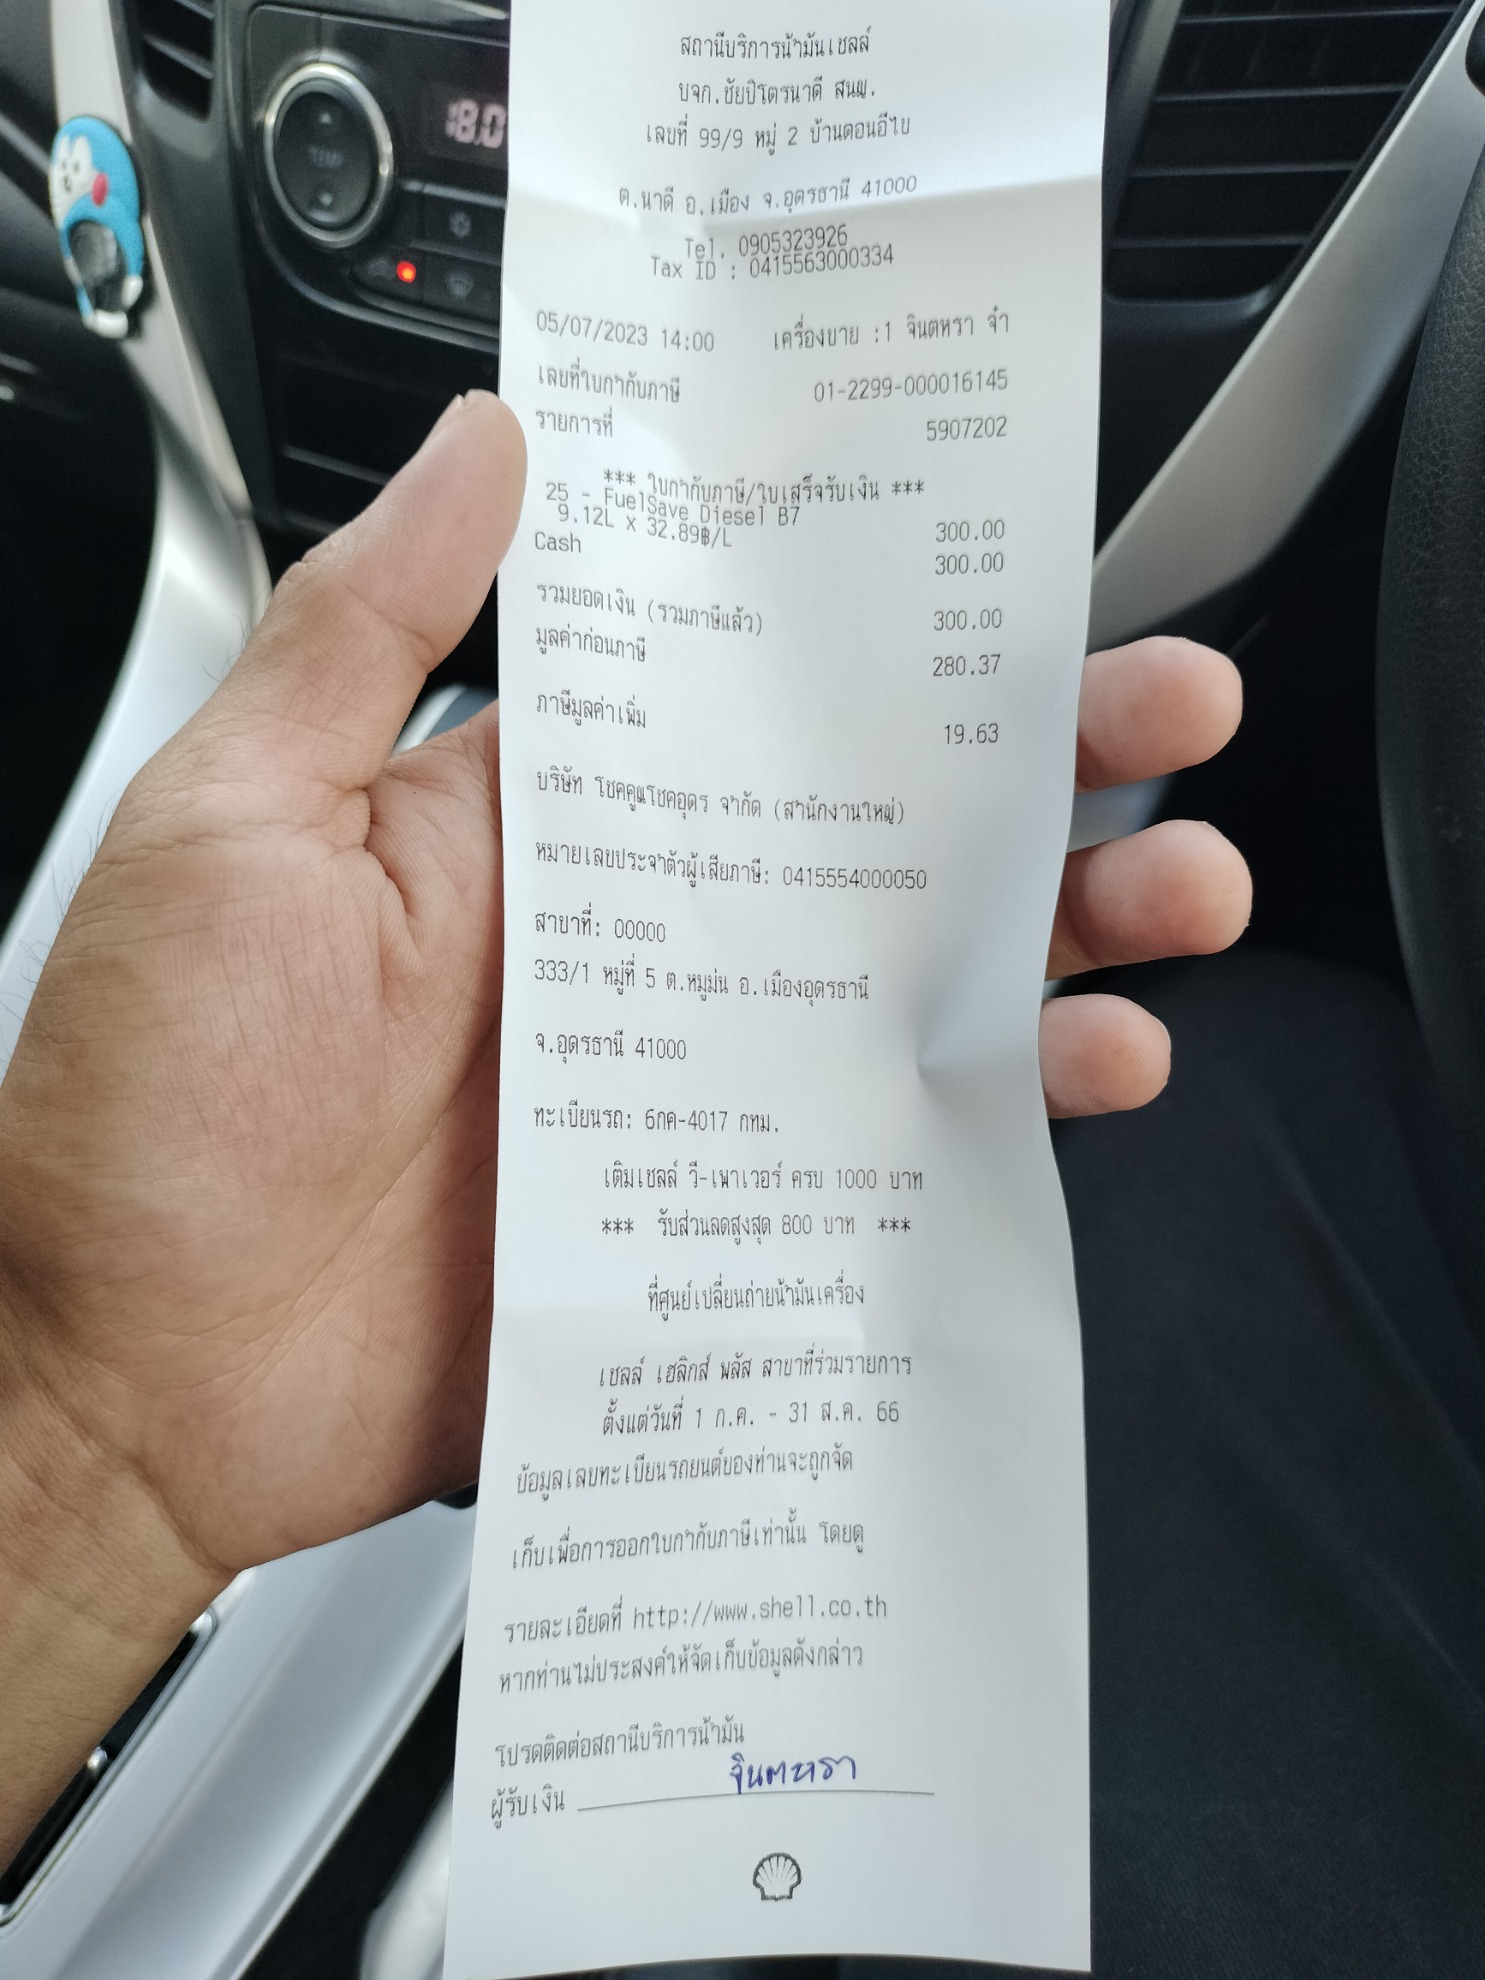 สถานีบริการน้ำมันเชลล์
บจก.ชัยปิโตรนาดี สนญ.
เลขที่ 99/9 หมู่ 2 บ้านดอนอีไข
ต.นาดี อ.เมือง จ.อุดรธานี 41000
Tel. 0905323926
Tax ID : 0415563000334
05/07/2023 14:00 เครื่องขาย :1 จินตหรา จำ
เลขที่ใบกำกับภาษี 01-2299-000016145
รายการที่ 5907202
*** ใบกำกับภาษี/ใบเสร็จรับเงิน ***
25 - FuelSave Diesel B7
9.12L x 32.89฿/L 300.00
Cash 300.00
รวมยอดเงิน (รวมภาษีแล้ว) 300.00
มูลค่าก่อนภาษี 280.37
ภาษีมูลค่าเพิ่ม 19.63
บริษัท โชคคูณโชคอุดร จำกัด (สำนักงานใหญ่)
หมายเลขประจำตัวผู้เสียภาษี: 0415554000050
สาขาที่: 00000
333/1 หมู่ที่ 5 ต.หมูม่น อ.เมืองอุดรธานี
จ.อุดรธานี 41000
ทะเบียนรถ: 6กค-4017 กทม.
เติมเชลล์ วี-เพาเวอร์ ครบ 1000 บาท
*** รับส่วนลดสูงสุด 800 บาท ***
ที่ศูนย์เปลี่ยนถ่ายน้ำมันเครื่อง
เชลล์ เฮลิกส์ พลัส สาขาที่ร่วมรายการ
ตั้งแต่วันที่ 1 ก.ค. - 31 ส.ค. 66
ข้อมูลเลขทะเบียนรถยนต์ของท่านจะถูกจัด
เก็บเพื่อการออกใบกำกับภาษีเท่านั้น โดยดู
รายละเอียดที่ http://www.shell.co.th
หากท่านไม่ประสงค์ให้จัดเก็บข้อมูลดังกล่าว
โปรดติดต่อสถานีบริการน้ำมัน
ผู้รับเงิน จินตหรา
18.0
TEMP